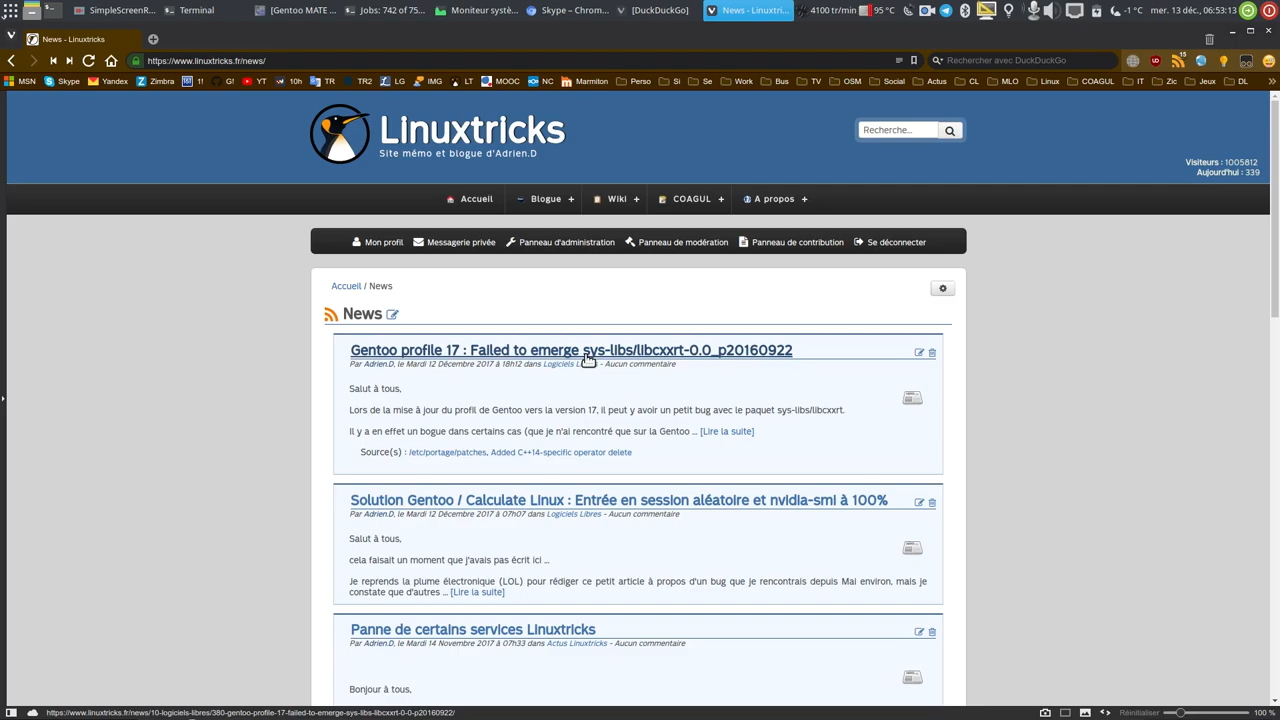 SimpleScreenR...
Terminal
[Gentoo MATE ...
Jobs: 742 of 75...
Moniteur systè...
Skype – Chrom...
[DuckDuckGo]
News - Linuxtri...
4100 tr/min
95 °C
-1 °C
mer. 13 déc., 06:53:13
News - Linuxtricks
https://www.linuxtricks.fr/news/
Rechercher avec DuckDuckGo
15
MSN Skype Yandex Zimbra 1! G! YT 10h TR TR2 LG IMG LT MOOC NC Marmiton Perso Si Se Work Bus TV OSM Social Actus CL MLO Linux COAGUL IT Zic Jeux DL
Linuxtricks
Site mémo et blogue d'Adrien.D
Recherche...
Visiteurs : 1005812
Aujourd'hui : 339
Accueil Blogue + Wiki + COAGUL + A propos +
Mon profil Messagerie privée Panneau d'administration Panneau de modération Panneau de contribution Se déconnecter
Accueil / News
News
Gentoo profile 17 : Failed to emerge sys-libs/libcxxrt-0.0_p20160922
Par Adrien.D, le Mardi 12 Décembre 2017 à 18h12 dans Logiciels - Aucun commentaire
Salut à tous,
Lors de la mise à jour du profil de Gentoo vers la version 17, il peut y avoir un petit bug avec le paquet sys-libs/libcxxrt.
Il y a en effet un bogue dans certains cas (que je n'ai rencontré que sur la Gentoo ... [Lire la suite]
Source(s) : /etc/portage/patches, Added C++14-specific operator delete
Solution Gentoo / Calculate Linux : Entrée en session aléatoire et nvidia-smi à 100%
Par Adrien.D, le Mardi 12 Décembre 2017 à 07h07 dans Logiciels Libres - Aucun commentaire
Salut à tous,
cela faisait un moment que j'avais pas écrit ici ...
Je reprends la plume électronique (LOL) pour rédiger ce petit article à propos d'un bug que je rencontrais depuis Mai environ, mais je
constate que d'autres ... [Lire la suite]
Panne de certains services Linuxtricks
Par Adrien.D, le Mardi 14 Novembre 2017 à 07h33 dans Actus Linuxtricks - Aucun commentaire
Bonjour à tous,
https://www.linuxtricks.fr/news/10-logiciels-libres/380-gentoo-profile-17-failed-to-emerge-sys-libs-libcxxrt-0-0-p20160922/
Réinitialiser
100 %